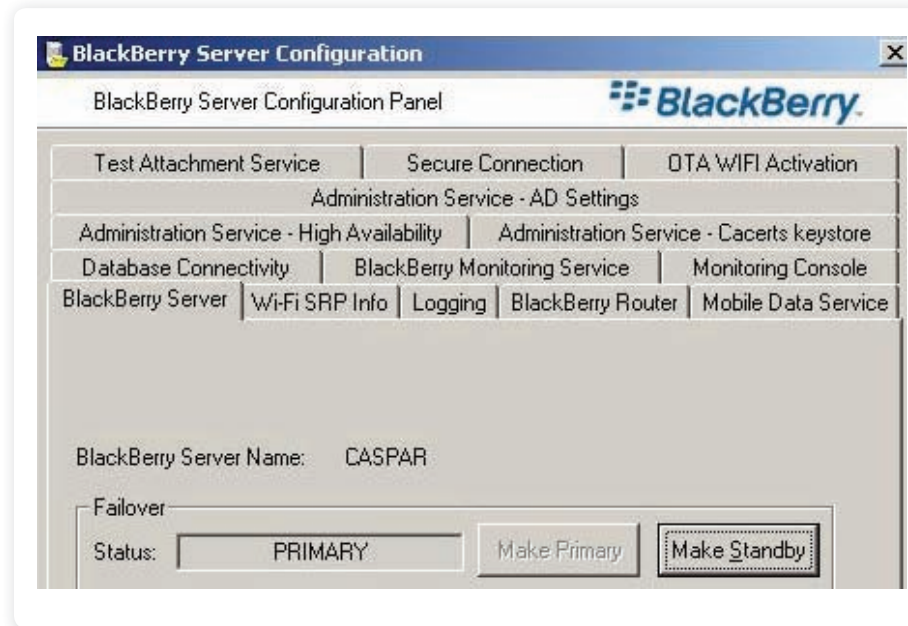 BlackBerry Server Configuration
BlackBerry Server Configuration Panel
BlackBerry.
Test Attachment Service
Secure Connection
OTA WIFI Activation
Administration Service - AD Settings
Administration Service - High Availability
Administration Service - Cacerts keystore
Database Connectivity
BlackBerry Monitoring Service
Monitoring Console
BlackBerry Server
Wi-Fi SRP Info
Logging
BlackBerry Router
Mobile Data Service
BlackBerry Server Name: CASPAR
Failover
Status: PRIMARY
Make Primary
Make Standby